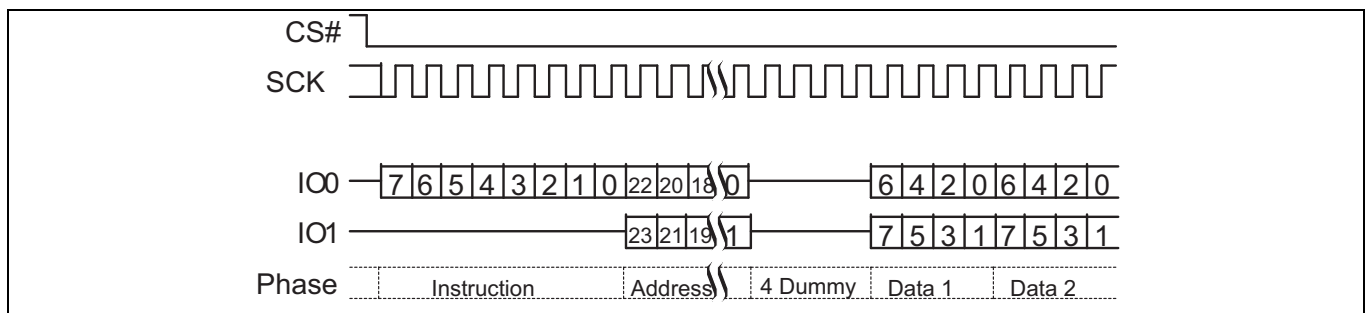 CS#
SCK
IO0 7 6 5 4 3 2 1 0 22 20 18 0 6 4 2 0 6 4 2 0
IO1 23 21 19 1 7 5 3 1 7 5 3 1
Phase Instruction Address 4 Dummy Data 1 Data 2